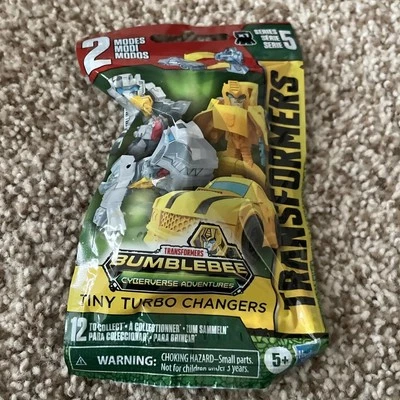 2 MODES
MODI
MODOS
SERIES
SÉRIE
SERIE 5
TRANSFORMERS
TRANSFORMERS
BUMBLEBEE
CYBERVERSE ADVENTURES
TINY TURBO CHANGERS
12 TO COLLECT • À COLLECTIONNER • ZUM SAMMELN
PARA COLECCIONAR • PARA BRINCAR
WARNING: CHOKING HAZARD–Small parts.
Not for children under 3 years.
5+